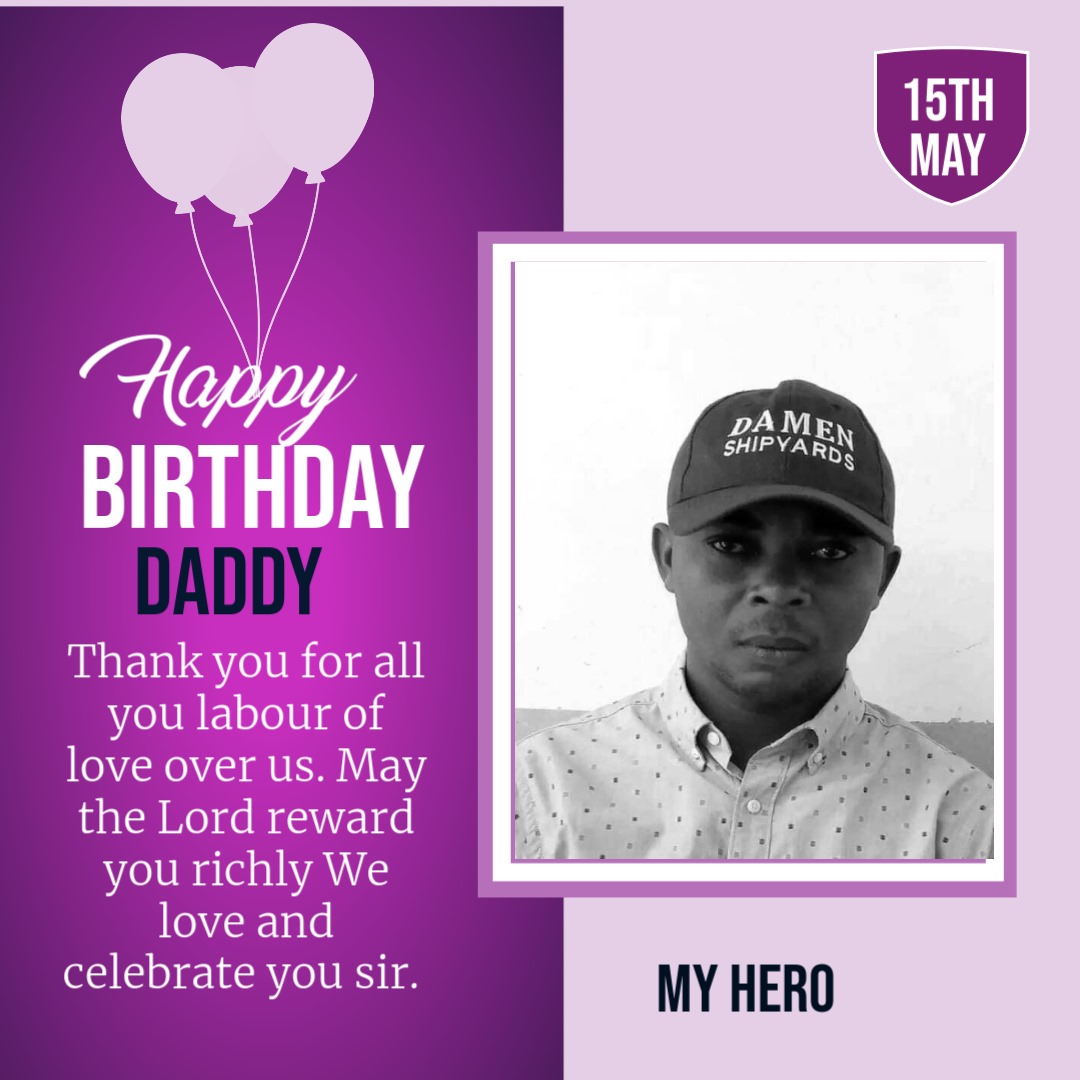 15TH
MAY
Happy
BIRTHDAY
DADDY
Thank you for all
you labour of
love over us. May
the Lord reward
you richly We
love and
celebrate you sir.
DAMEN
SHIPYARDS
MY HERO